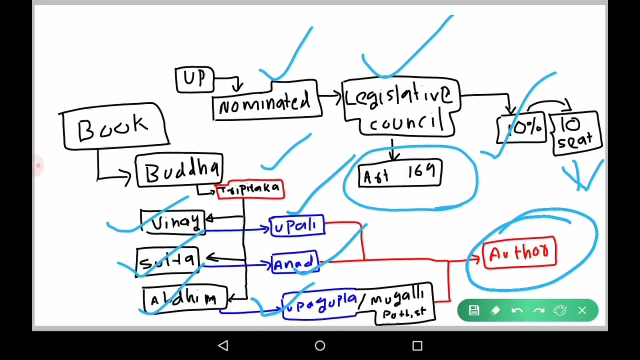 UP
Nominated
Legislative
council
10%
10
seat
Book
Buddha
Art 169
Tripitaka
Vinay
upali
Sutta
Anad
Author
Abdhim
upagupta / mugalli
putt.st